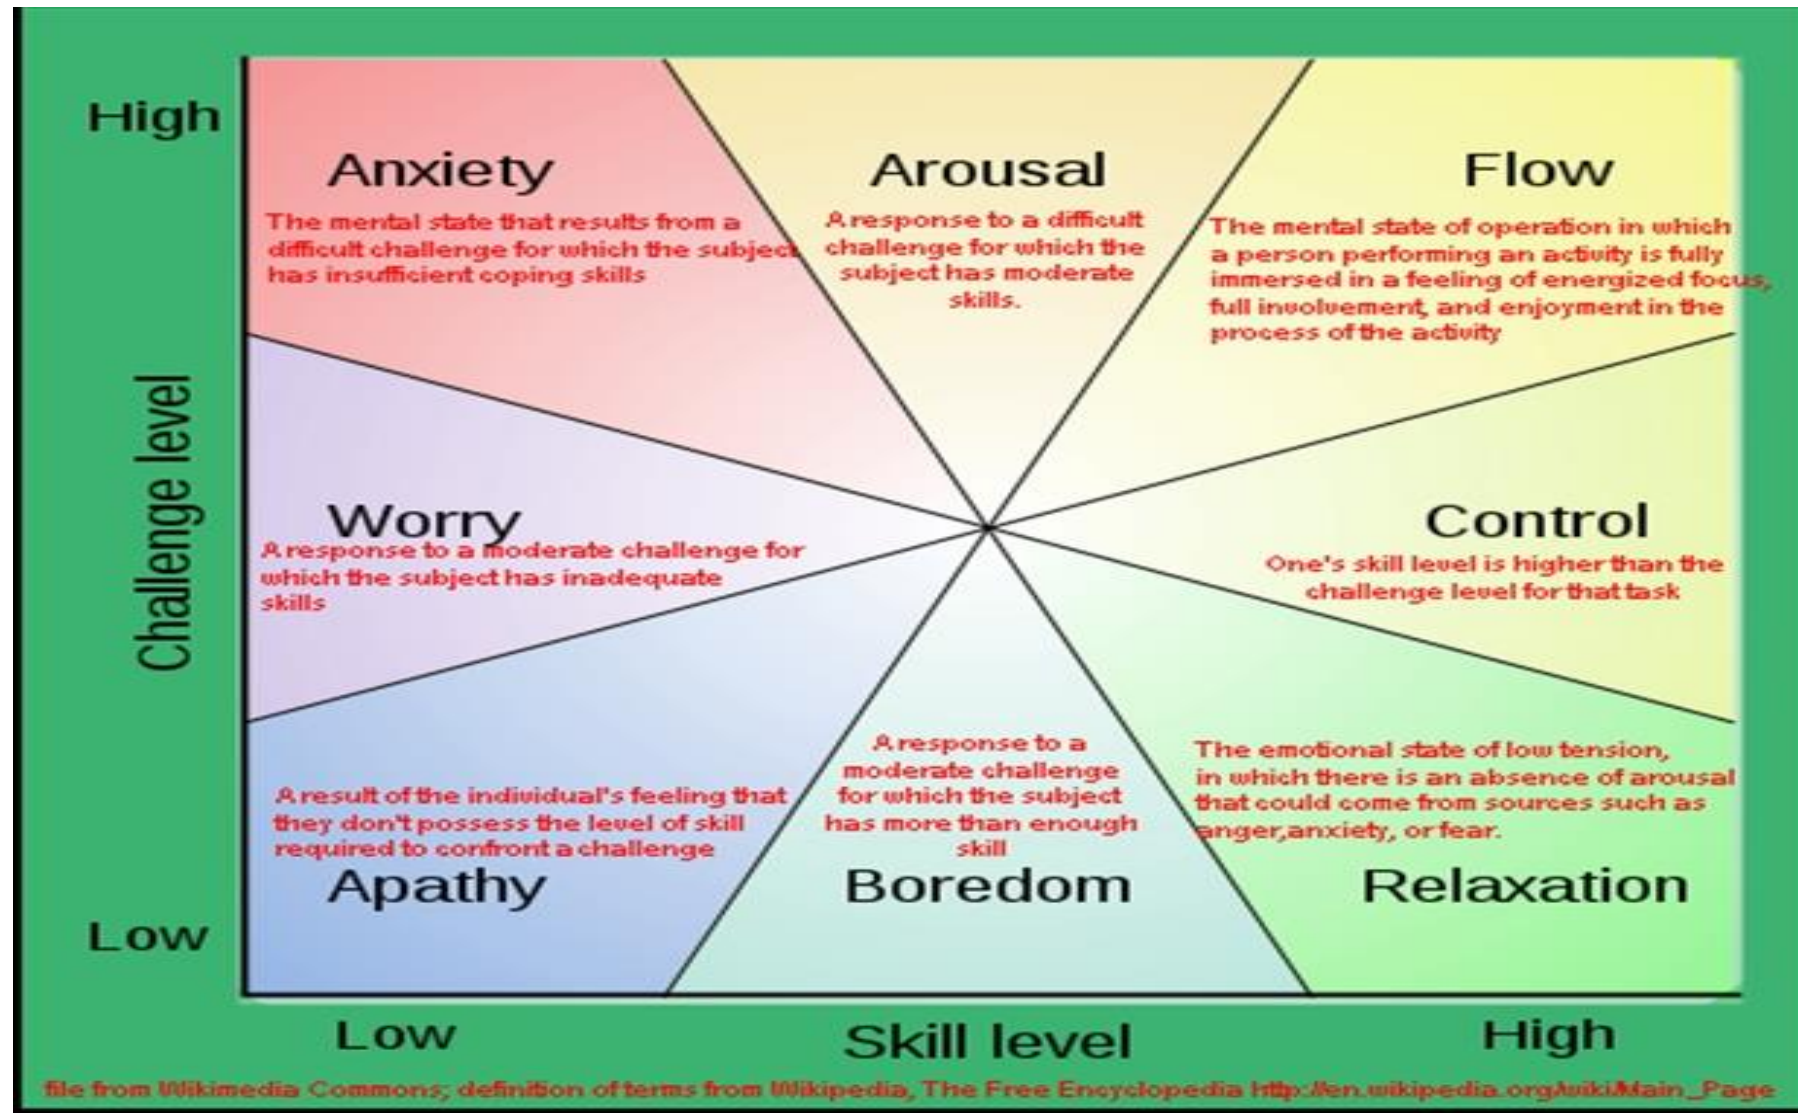 High
Anxiety
The mental state that results from a
difficult challenge for which the subject
has insufficient coping skills
Arousal
A response to a difficult
challenge for which the
subject has moderate
skills.
Flow
The mental state of operation in which
a person performing an activity is fully
immersed in a feeling of energized focus,
full involvement, and enjoyment in the
process of the activity
Challenge level
Worry
A response to a moderate challenge for
which the subject has inadequate
skills
Control
One's skill level is higher than the
challenge level for that task
A result of the individual's feeling that
they don't possess the level of skill
required to confront a challenge
Apathy
A response to a
moderate challenge
for which the subject
has more than enough
skill
Boredom
The emotional state of low tension,
in which there is an absence of arousal
that could come from sources such as
anger,anxiety, or fear.
Relaxation
Low
Low
Skill level
High
file from Wikimedia Commons; definition of terms from Wikipedia, The Free Encyclopedia http://en.wikipedia.org/wiki/Main_Page